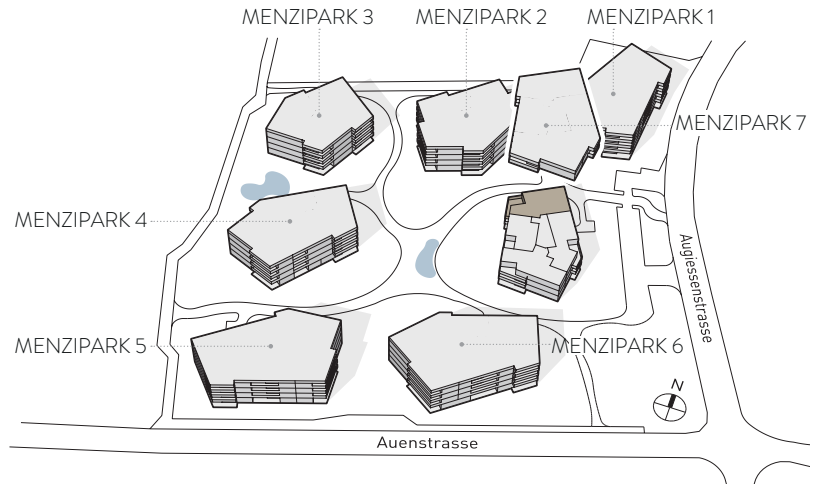 MENZIPARK 3
MENZIPARK 2
MENZIPARK 1
MENZIPARK 7
MENZIPARK 4
Augiessenstrasse
MENZIPARK 5
MENZIPARK 6
N
Auenstrasse